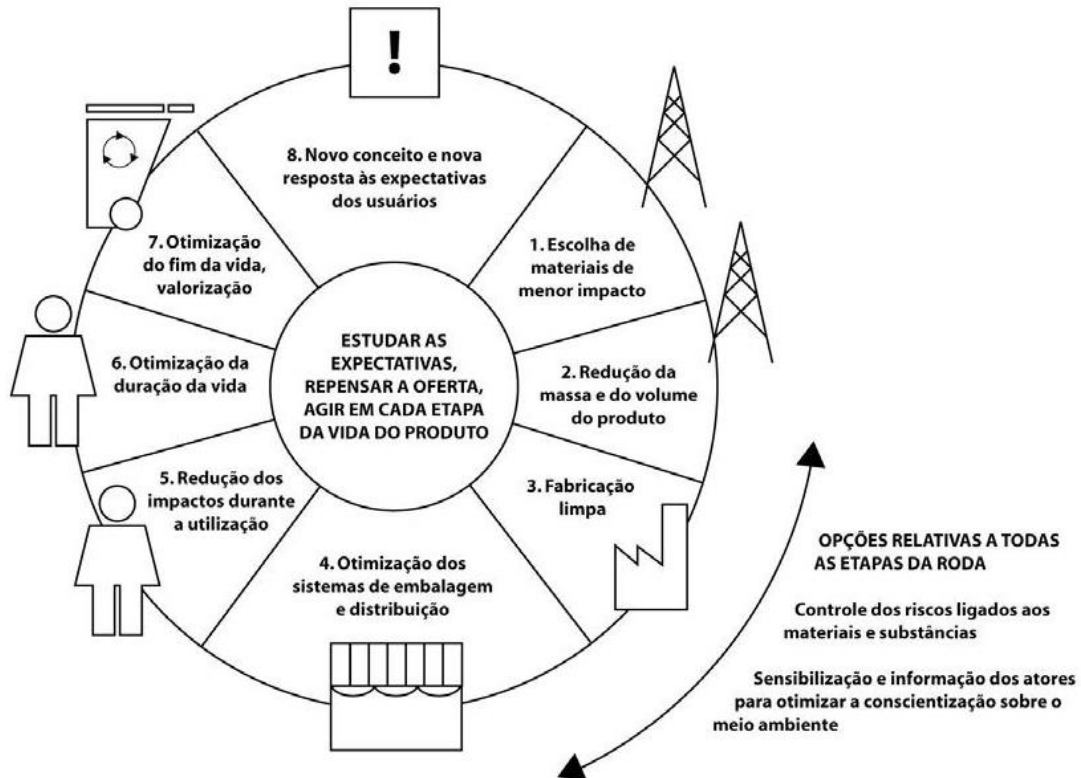 !
8. Novo conceito e nova
resposta às expectativas
dos usuários
1. Escolha de
materiais de
menor impacto
2. Redução da
massa e do volume
do produto
3. Fabricação
limpa
4. Otimização dos
sistemas de embalagem
e distribuição
5. Redução dos
impactos durante
a utilização
6. Otimização da
duração da vida
7. Otimização
do fim da vida,
valorização
ESTUDAR AS
EXPECTATIVAS,
REPENSAR A OFERTA,
AGIR EM CADA ETAPA
DA VIDA DO PRODUTO
OPÇÕES RELATIVAS A TODAS
AS ETAPAS DA RODA
Controle dos riscos ligados aos
materiais e substâncias
Sensibilização e informação dos atores
para otimizar a conscientização sobre o
meio ambiente